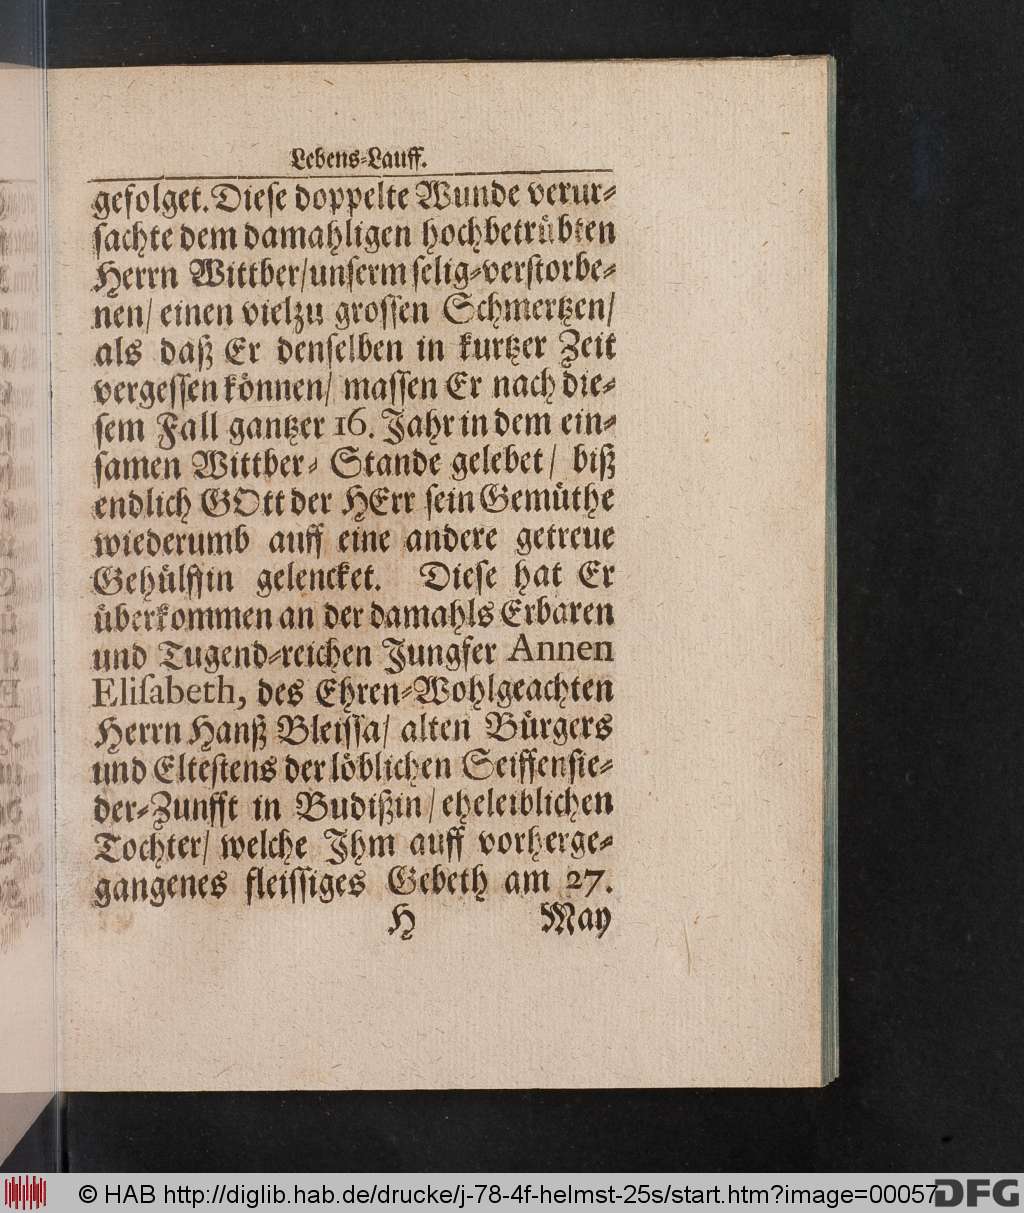 Lebens-Lauff.
gefolget. Diese doppelte Wunde verur-
sachte dem damahligen hochbetrübten
Herrn Wittber/ unserm selig-verstorbe-
nen/ einen vielzu grossen Schmertzen/
als daß Er denselben in kurtzer Zeit
vergessen können/ massen Er nach die-
sem Fall gantzer 16. Jahr in dem ein-
samen Wittber- Stande gelebet/ biß
endlich GOtt der HErr sein Gemüthe
wiederumb auff eine andere getreue
Gehülffin gelencket. Diese hat Er
überkommen an der damahls Erbaren
und Tugend-reichen Jungfer Annen
Elisabeth, des Ehren-Wohlgeachten
Herrn Hanß Bleissa/ alten Bürgers
und Eltestens der löblichen Seiffensie-
der-Zunfft in Budißin/ eheleiblichen
Tochter/ welche Ihm auff vorherge-
gangenes fleissiges Gebeth am 27.
H May
© HAB http://diglib.hab.de/drucke/j-78-4f-helmst-25s/start.htm?image=00057
DFG